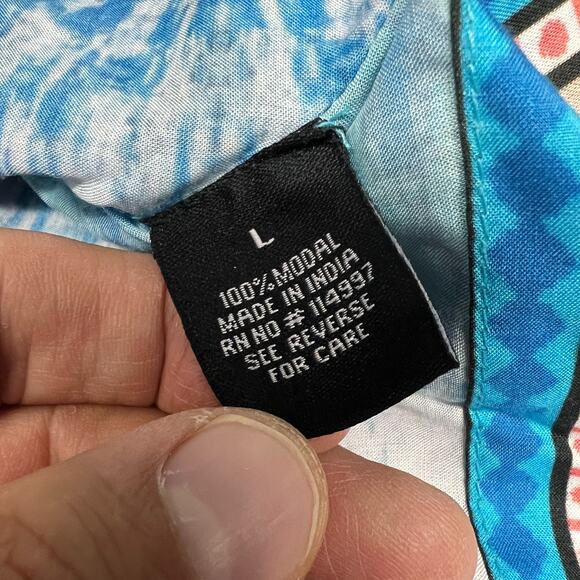 L
100% MODAL
MADE IN INDIA
RN NO # 114997
SEE REVERSE
FOR CARE